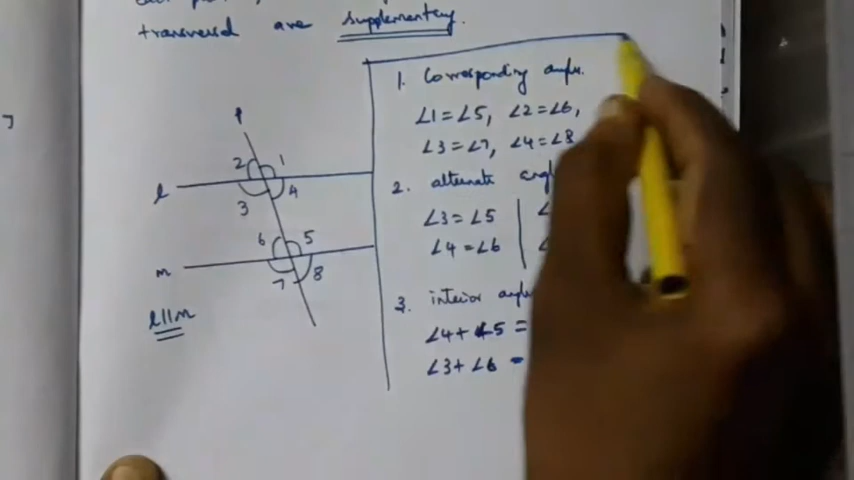 transversal are supplementary.
1. Corresponding angles.
∠1=∠5, ∠2=∠6,
∠3=∠7, ∠4=∠8
2. alternate
∠3=∠5
∠4=∠6
3. interior
∠4+∠5=
∠3+∠6=
p
2 1
l
3 4
6 5
m
7 8
l||m